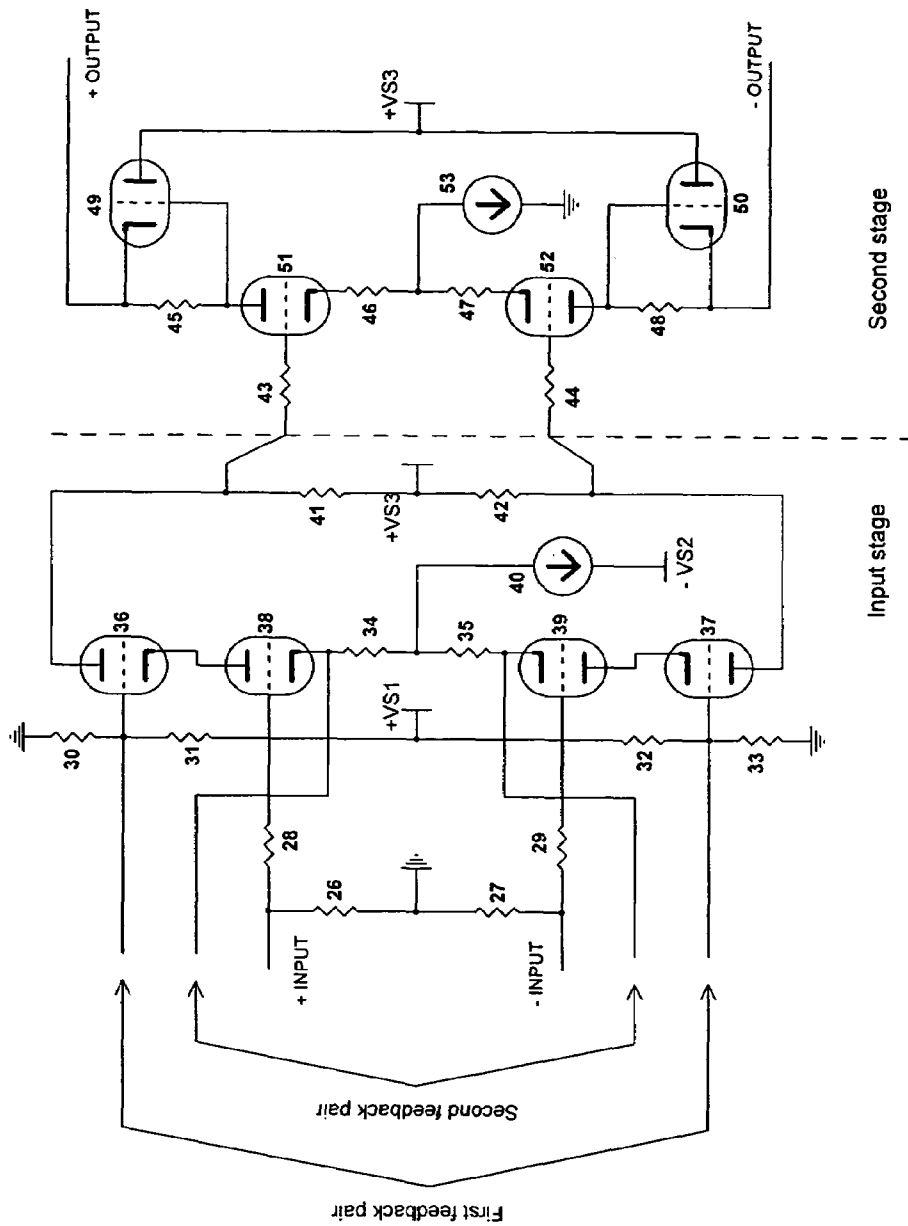 + OUTPUT
49
+VS3
53
51
45
46
47
52
48
50
- OUTPUT
43
44
Second stage
41
+VS3
42
40
- VS2
36
38
34
35
39
37
Input stage
30
31
+VS1
32
33
28
29
26
27
+ INPUT
- INPUT
Second feedback pair
First feedback pair